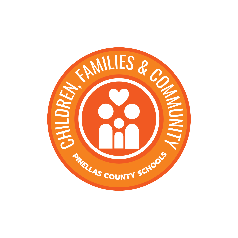 CHILDREN, FAMILIES & COMMUNITY
PINELLAS COUNTY SCHOOLS